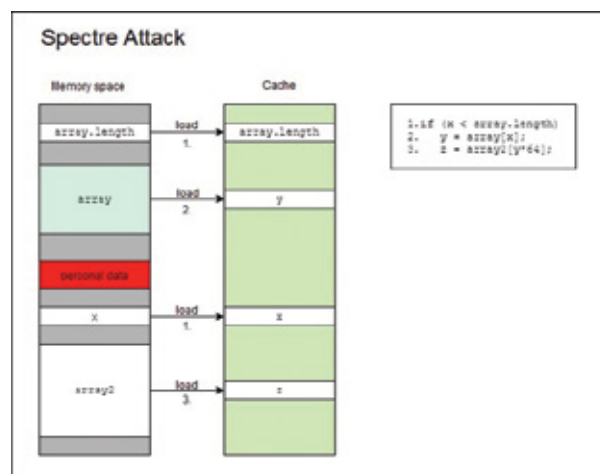 Spectre Attack
Memory space
Cache
array.length
load
1.
array.length
1.if (x < array.length)
2. y = array[x];
3. z = array2[y*64];
array
load
2.
y
personal data
x
load
1.
x
array2
load
3.
z